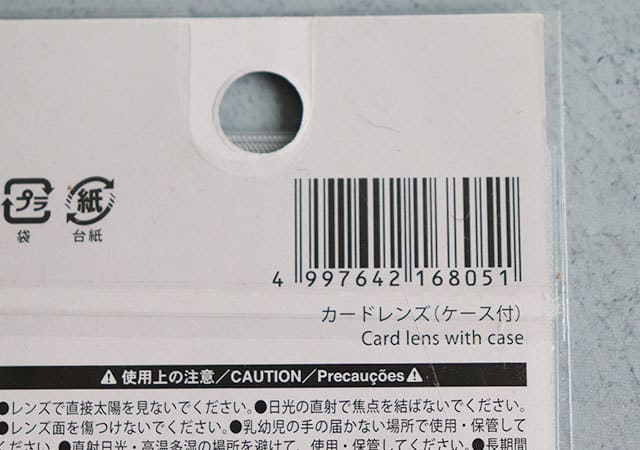 プラ 紙
袋 台紙
4 997642 168051
カードレンズ(ケース付)
Card lens with case
⚠使用上の注意/CAUTION/Precauções⚠
●レンズで直接太陽を見ないでください。●日光の直射で焦点を結ばないでください。
●レンズ面を傷つけないでください。●乳幼児の手の届かない場所で使用・保管して
ください。●直射日光・高温多湿の場所を避けて、使用・保管してください。●長期間